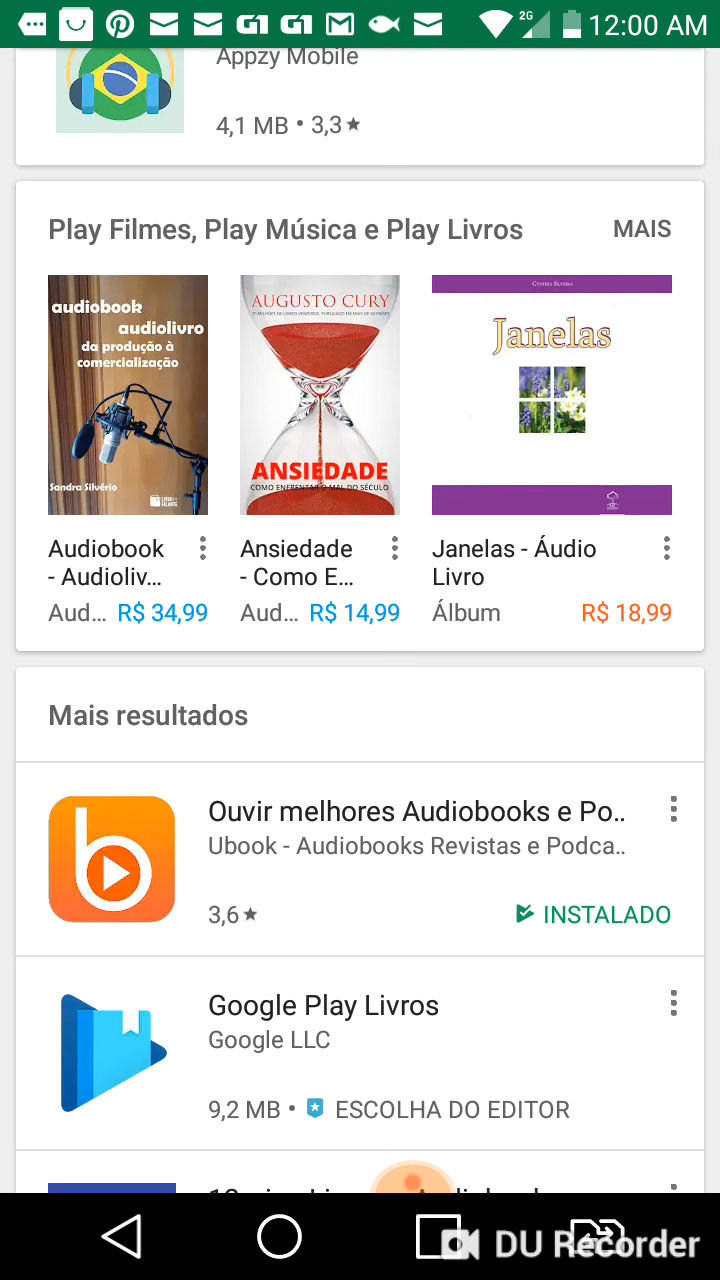 2G 12:00 AM
G1 G1
Appzy Mobile
4,1 MB • 3,3★
Play Filmes, Play Música e Play Livros MAIS
audiobook
audiolivro
da produção à
comercialização
Sandra Silvério
AUGUSTO CURY
ANSIEDADE
COMO ENFRENTAR O MAL DO SÉCULO
Cynthia Silveira
Janelas
Audiobook
- Audioliv...
Aud... R$ 34,99
Ansiedade
- Como E...
Aud... R$ 14,99
Janelas - Áudio
Livro
Álbum R$ 18,99
Mais resultados
Ouvir melhores Audiobooks e Po..
Ubook - Audiobooks Revistas e Podca..
3,6★ INSTALADO
Google Play Livros
Google LLC
9,2 MB • ESCOLHA DO EDITOR
DU Recorder